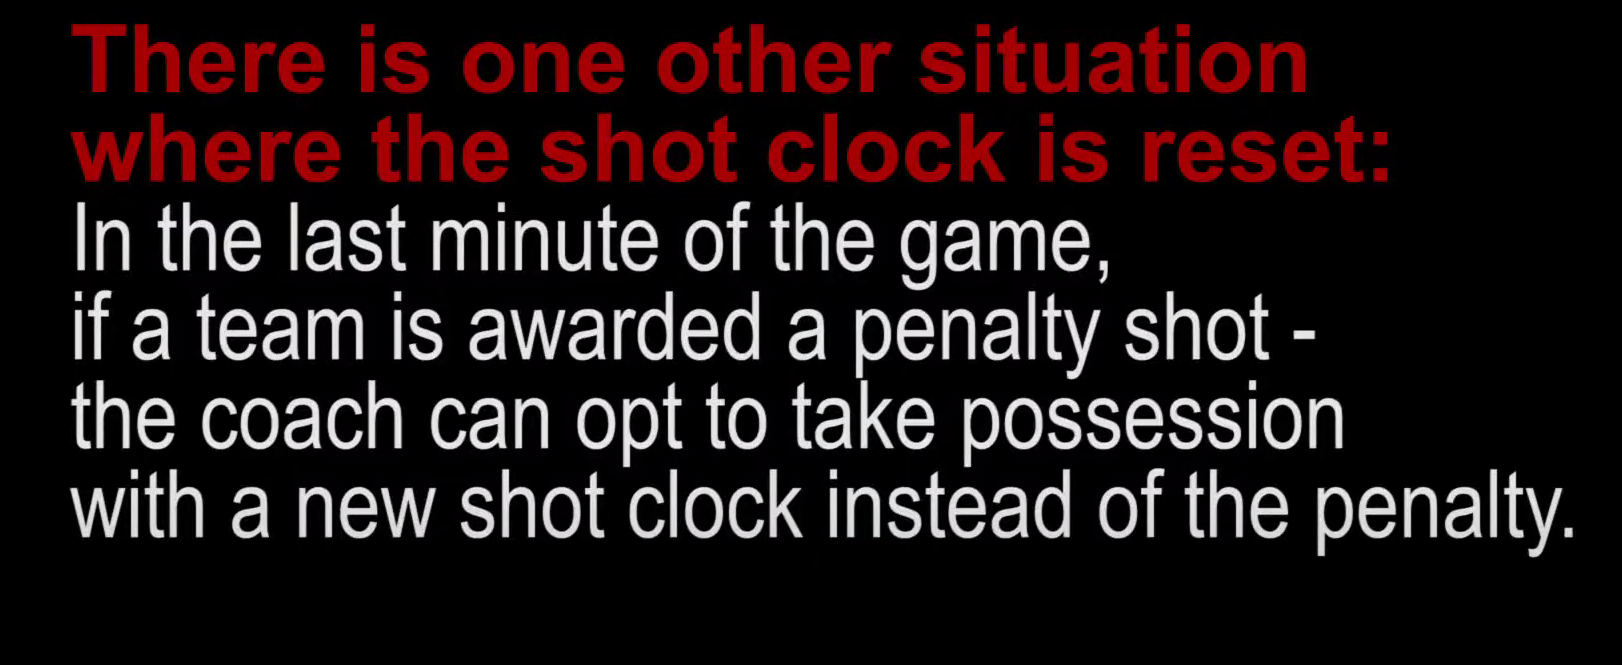 There is one other situation
where the shot clock is reset:
In the last minute of the game,
if a team is awarded a penalty shot -
the coach can opt to take possession
with a new shot clock instead of the penalty.